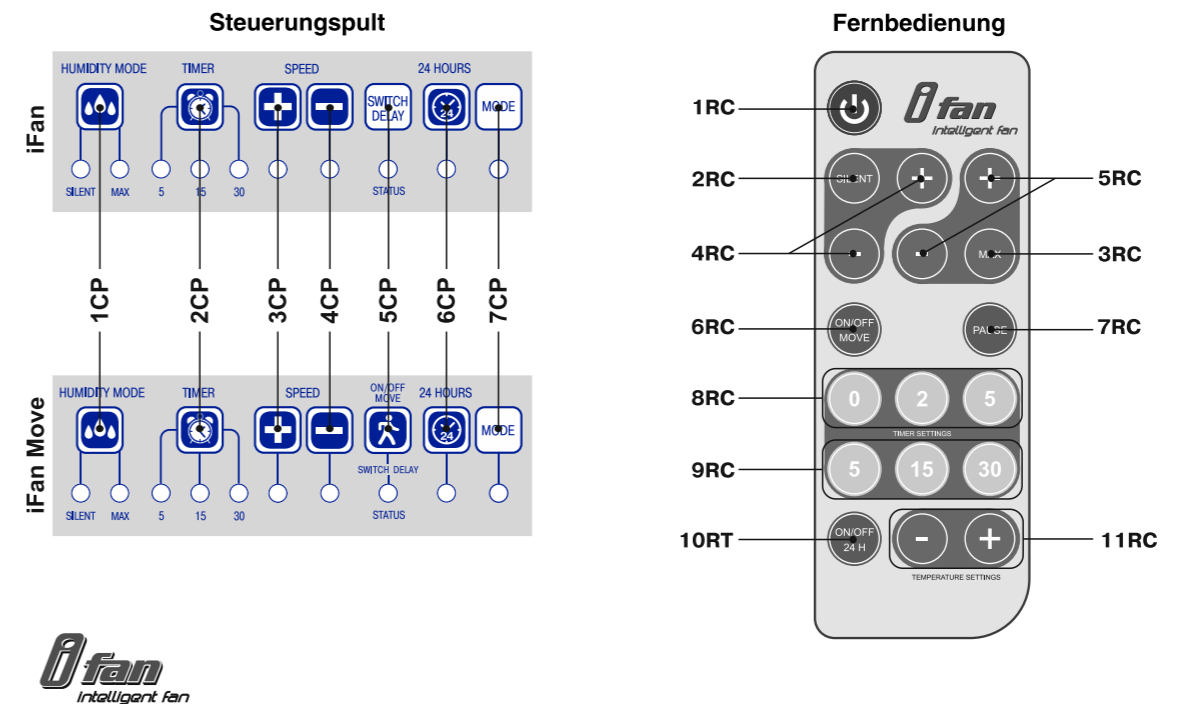 Steuerungspult
iFan
HUMIDITY MODE TIMER SPEED 24 HOURS
SWITCH DELAY
24
MODE
SILENT MAX 5 15 30 STATUS
1CP 2CP 3CP 4CP 5CP 6CP 7CP
iFan Move
HUMIDITY MODE TIMER SPEED ON/OFF MOVE 24 HOURS
24
MODE
SWITCH DELAY
SILENT MAX 5 15 30 STATUS
ifan
intelligent fan
Fernbedienung
1RC
ifan
intelligent fan
2RC SILENT + + 5RC
4RC - - MAX 3RC
6RC ON/OFF MOVE PAUSE 7RC
8RC 0 2 5
TIMER SETTINGS
9RC 5 15 30
10RT ON/OFF 24 H - + 11RC
TEMPERATURE SETTINGS